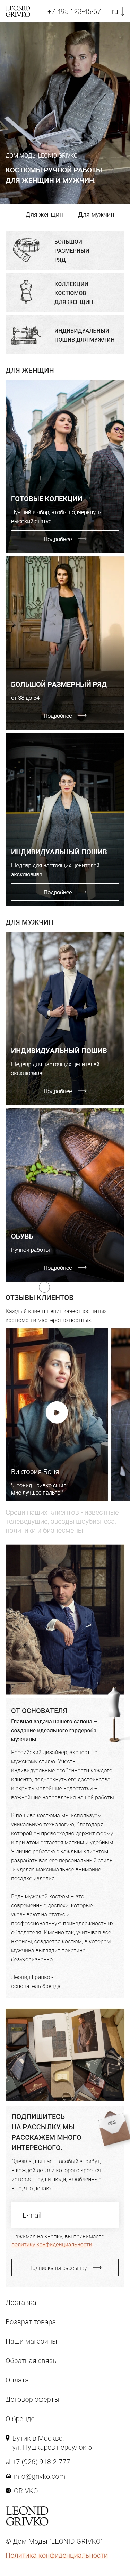 LEONID
GRIVKO
+7 495 123-45-67
ru
ДОМ МОДЫ LEONID GRIVKO
КОСТЮМЫ РУЧНОЙ РАБОТЫ
ДЛЯ ЖЕНЩИН И МУЖЧИН.
Для женщин
Для мужчин
БОЛЬШОЙ
РАЗМЕРНЫЙ
РЯД
КОЛЛЕКЦИИ
КОСТЮМОВ
ДЛЯ ЖЕНЩИН
ИНДИВИДУАЛЬНЫЙ
ПОШИВ ДЛЯ МУЖЧИН
ДЛЯ ЖЕНЩИН
ГОТОВЫЕ КОЛЕКЦИИ
Лучший выбор, чтобы подчеркнуть
высокий статус.
Подробнее
БОЛЬШОЙ РАЗМЕРНЫЙ РЯД
от 38 до 54
Подробнее
ИНДИВИДУАЛЬНЫЙ ПОШИВ
Шедевр для настоящих ценителей
эксклюзива.
Подробнее
ДЛЯ МУЖЧИН
ИНДИВИДУАЛЬНЫЙ ПОШИВ
Шедевр для настоящих ценителей
эксклюзива.
Подробнее
ОБУВЬ
Ручной работы
Подробнее
ОТЗЫВЫ КЛИЕНТОВ
Каждый клиент ценит качество сшитых
костюмов и мастерство портных.
Виктория Боня
"Леонид Гривко сшил
мне лучшее пальто!"
Среди наших клиентов - известные
телеведущие, звезды шоубизнеса,
политики и бизнесмены.
ОТ ОСНОВАТЕЛЯ
Главная задача нашего салона –
создание идеального гардероба
мужчины.
Российский дизайнер, эксперт по
мужскому стилю. Учесть
индивидуальные особенности каждого
клиента, подчеркнуть его достоинства
и скрыть малейшие недостатки –
важнейшие направления нашей работы.
В пошиве костюма мы используем
уникальную технологию, благодаря
которой он превосходно держит форму
и при этом остается мягким и удобным.
Я лично работаю с каждым клиентом,
разрабатывая его персональный стиль
и уделяя максимальное внимание
посадке изделия.
Ведь мужской костюм – это
современные доспехи, которые
указывают на статус и
профессиональную принадлежность их
обладателя. Именно так, учитывая все
нюансы, создается костюм, в котором
мужчина выглядит поистине
безукоризненно.
Леонид Гривко -
основатель бренда
ПОДПИШИТЕСЬ
НА РАССЫЛКУ, МЫ
РАССКАЖЕМ МНОГО
ИНТЕРЕСНОГО.
Одежда для нас – особый атрибут,
в каждой детали которого кроется
история, труд и люди, влюбленные
в то, что делают.
E-mail
Нажимая на кнопку, вы принимаете
политику конфиденциальности
Подписка на рассылку
Доставка
Возврат товара
Наши магазины
Обратная связь
Оплата
Договор оферты
О бренде
Бутик в Москве:
ул. Пушкарев переулок 5
+7 (926) 918-2-777
info@grivko.com
GRIVKO
LEONID
GRIVKO
© Дом Моды "LEONID GRIVKO"
Политика конфиденциальности